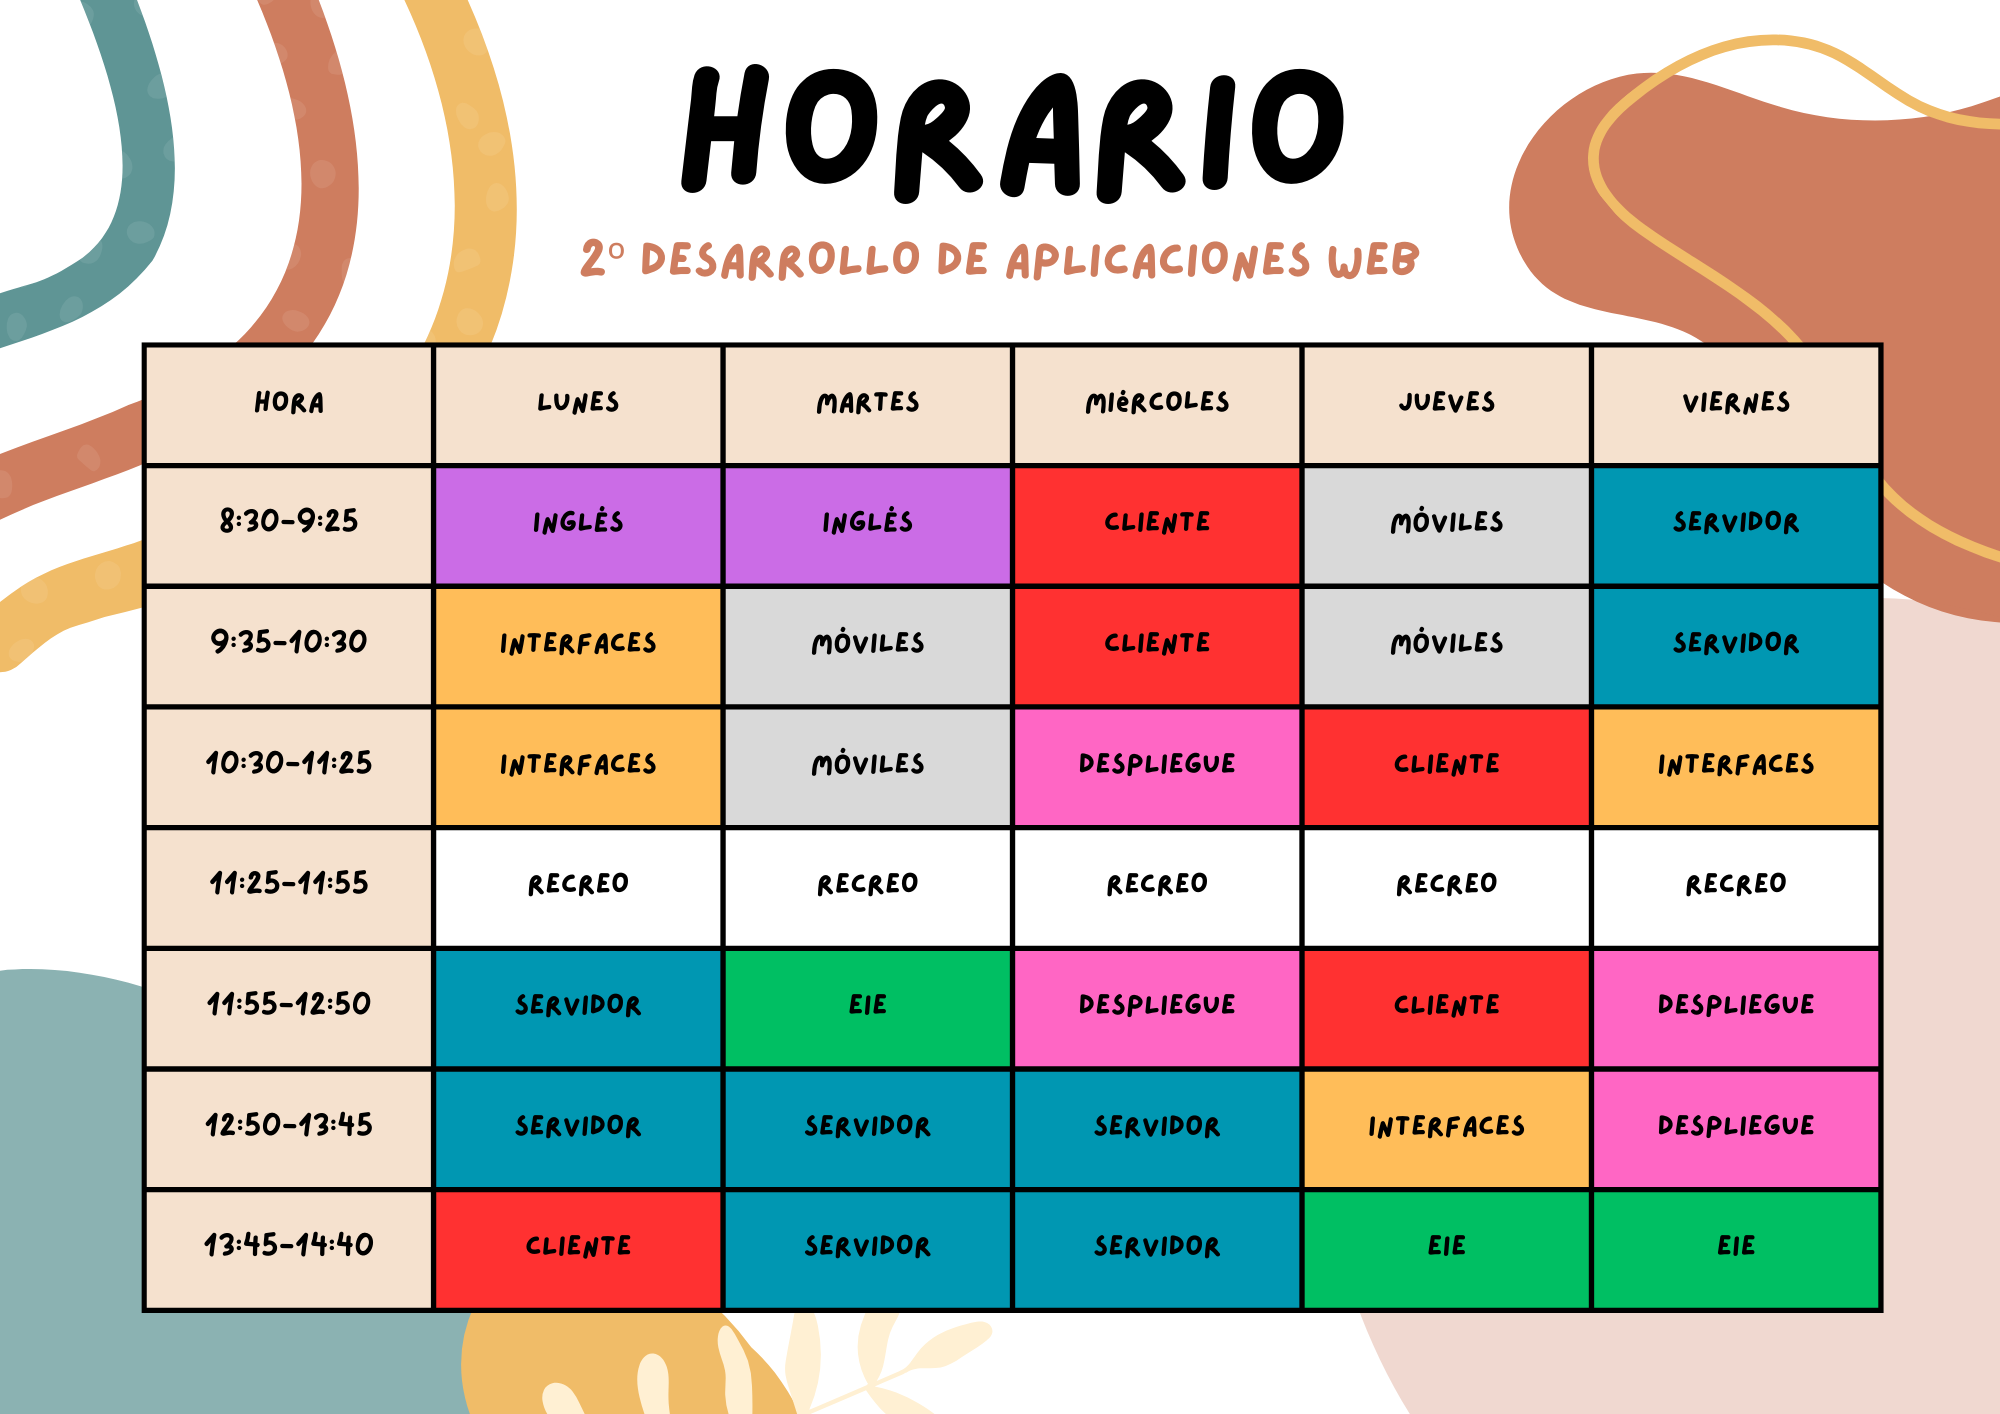 HORARIO
2º DESARROLLO DE APLICACIONES WEB
HORA LUNES MARTES MIéRCOLES JUEVES VIERNES
8:30-9:25 INGLÉS INGLÉS CLIENTE MÓVILES SERVIDOR
9:35-10:30 INTERFACES MÓVILES CLIENTE MÓVILES SERVIDOR
10:30-11:25 INTERFACES MÓVILES DESPLIEGUE CLIENTE INTERFACES
11:25-11:55 RECREO RECREO RECREO RECREO RECREO
11:55-12:50 SERVIDOR EIE DESPLIEGUE CLIENTE DESPLIEGUE
12:50-13:45 SERVIDOR SERVIDOR SERVIDOR INTERFACES DESPLIEGUE
13:45-14:40 CLIENTE SERVIDOR SERVIDOR EIE EIE